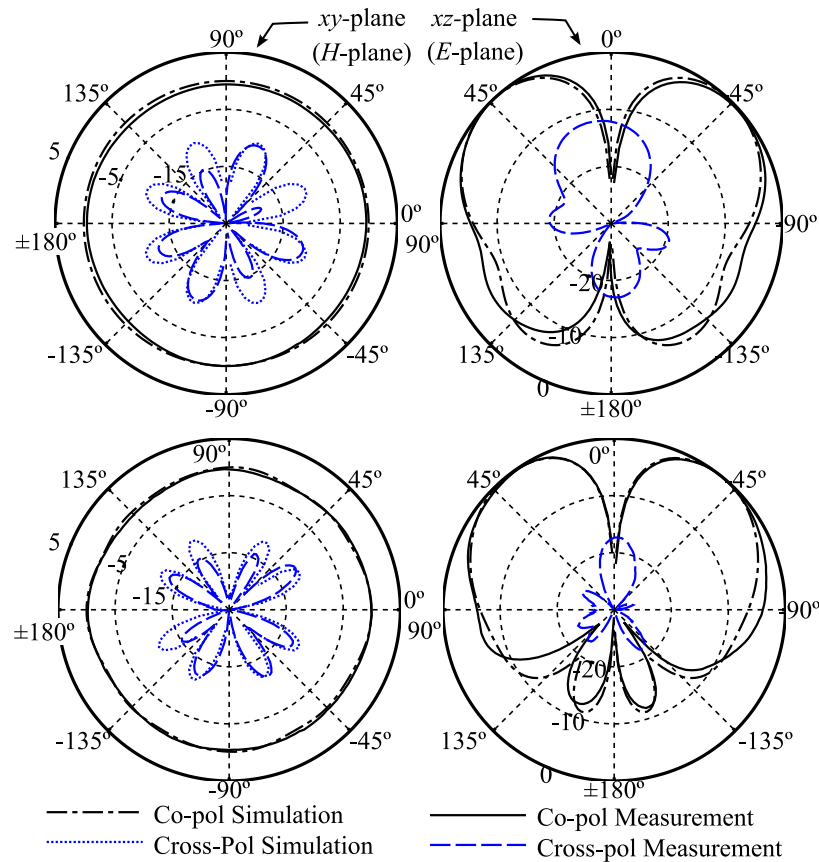 xy-plane xz-plane
(H-plane) (E-plane)
90º 0º
135º 45º 45º -45º
5 -5 -15
±180º 0º 90º -90º
-20
-10
0
-135º -45º 135º -135º
-90º ±180º
90º 0º
135º 45º 45º -45º
5 -5 -15
±180º 0º 90º -90º
-20
-10
0
-135º -45º 135º -135º
-90º ±180º
Co-pol Simulation Co-pol Measurement
Cross-Pol Simulation Cross-pol Measurement